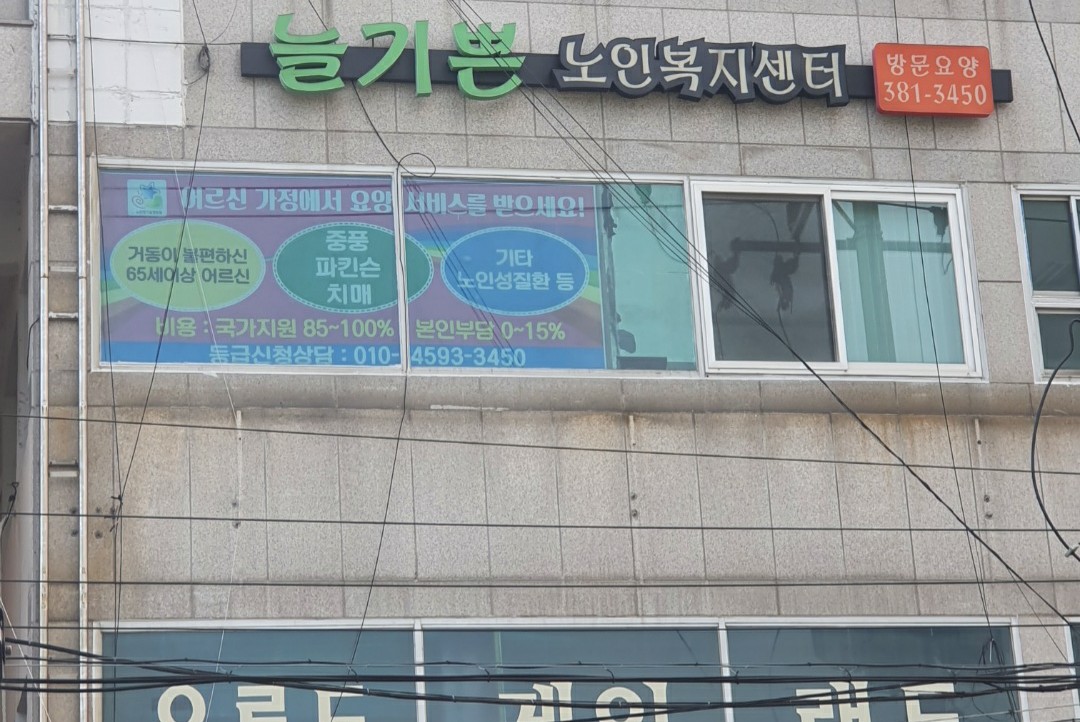 늘기쁜 노인복지센터
방문요양
381-3450
어르신 가정에서 요양 서비스를 받으세요!
거동이 불편하신
65세이상 어르신
중풍
파킨슨
치매
기타
노인성질환 등
비용 : 국가지원 85~100% 본인부담 0~15%
등급신청상담 : 010-4593-3450